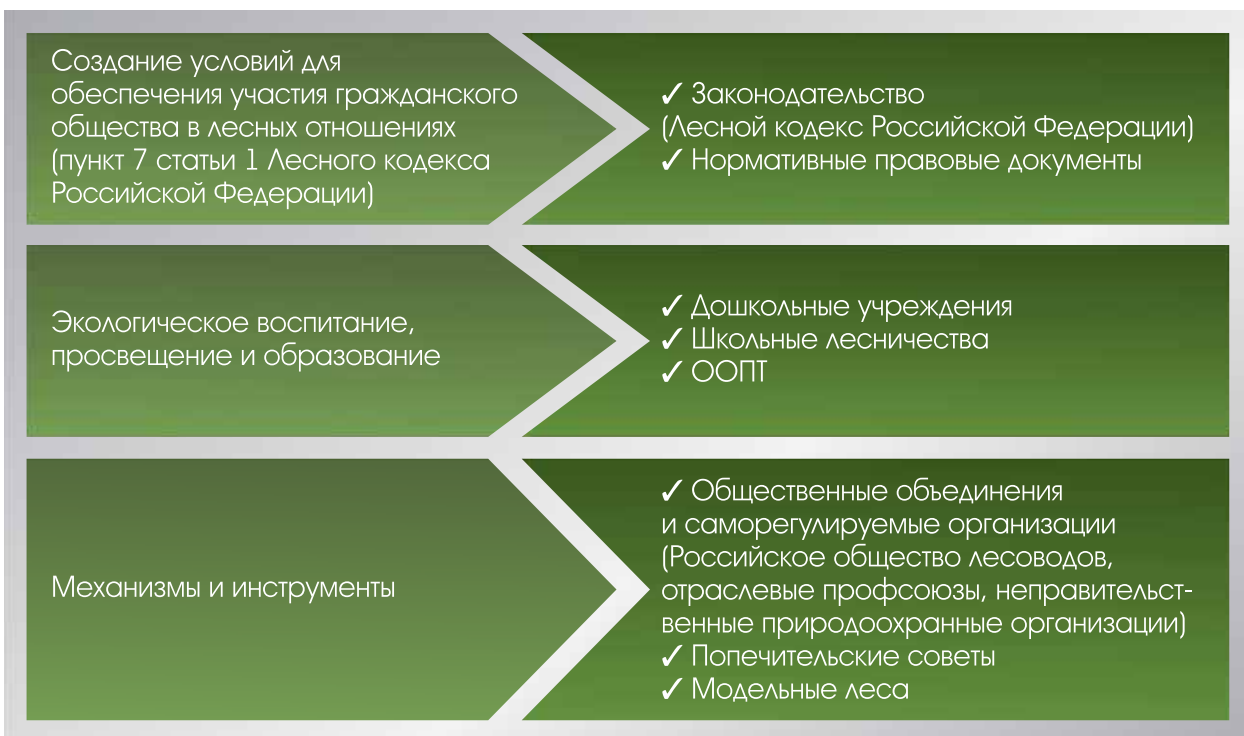 Создание условий для
обеспечения участия гражданского
общества в лесных отношениях
(пункт 7 статьи 1 Лесного кодекса
Российской Федерации)
✓ Законодательство
(Лесной кодекс Российской Федерации)
✓ Нормативные правовые документы
Экологическое воспитание,
просвещение и образование
✓ Дошкольные учреждения
✓ Школьные лесничества
✓ ООПТ
Механизмы и инструменты
✓ Общественные объединения
и саморегулируемые организации
(Российское общество лесоводов,
отраслевые профсоюзы, неправительст-
венные природоохранные организации)
✓ Попечительские советы
✓ Модельные леса